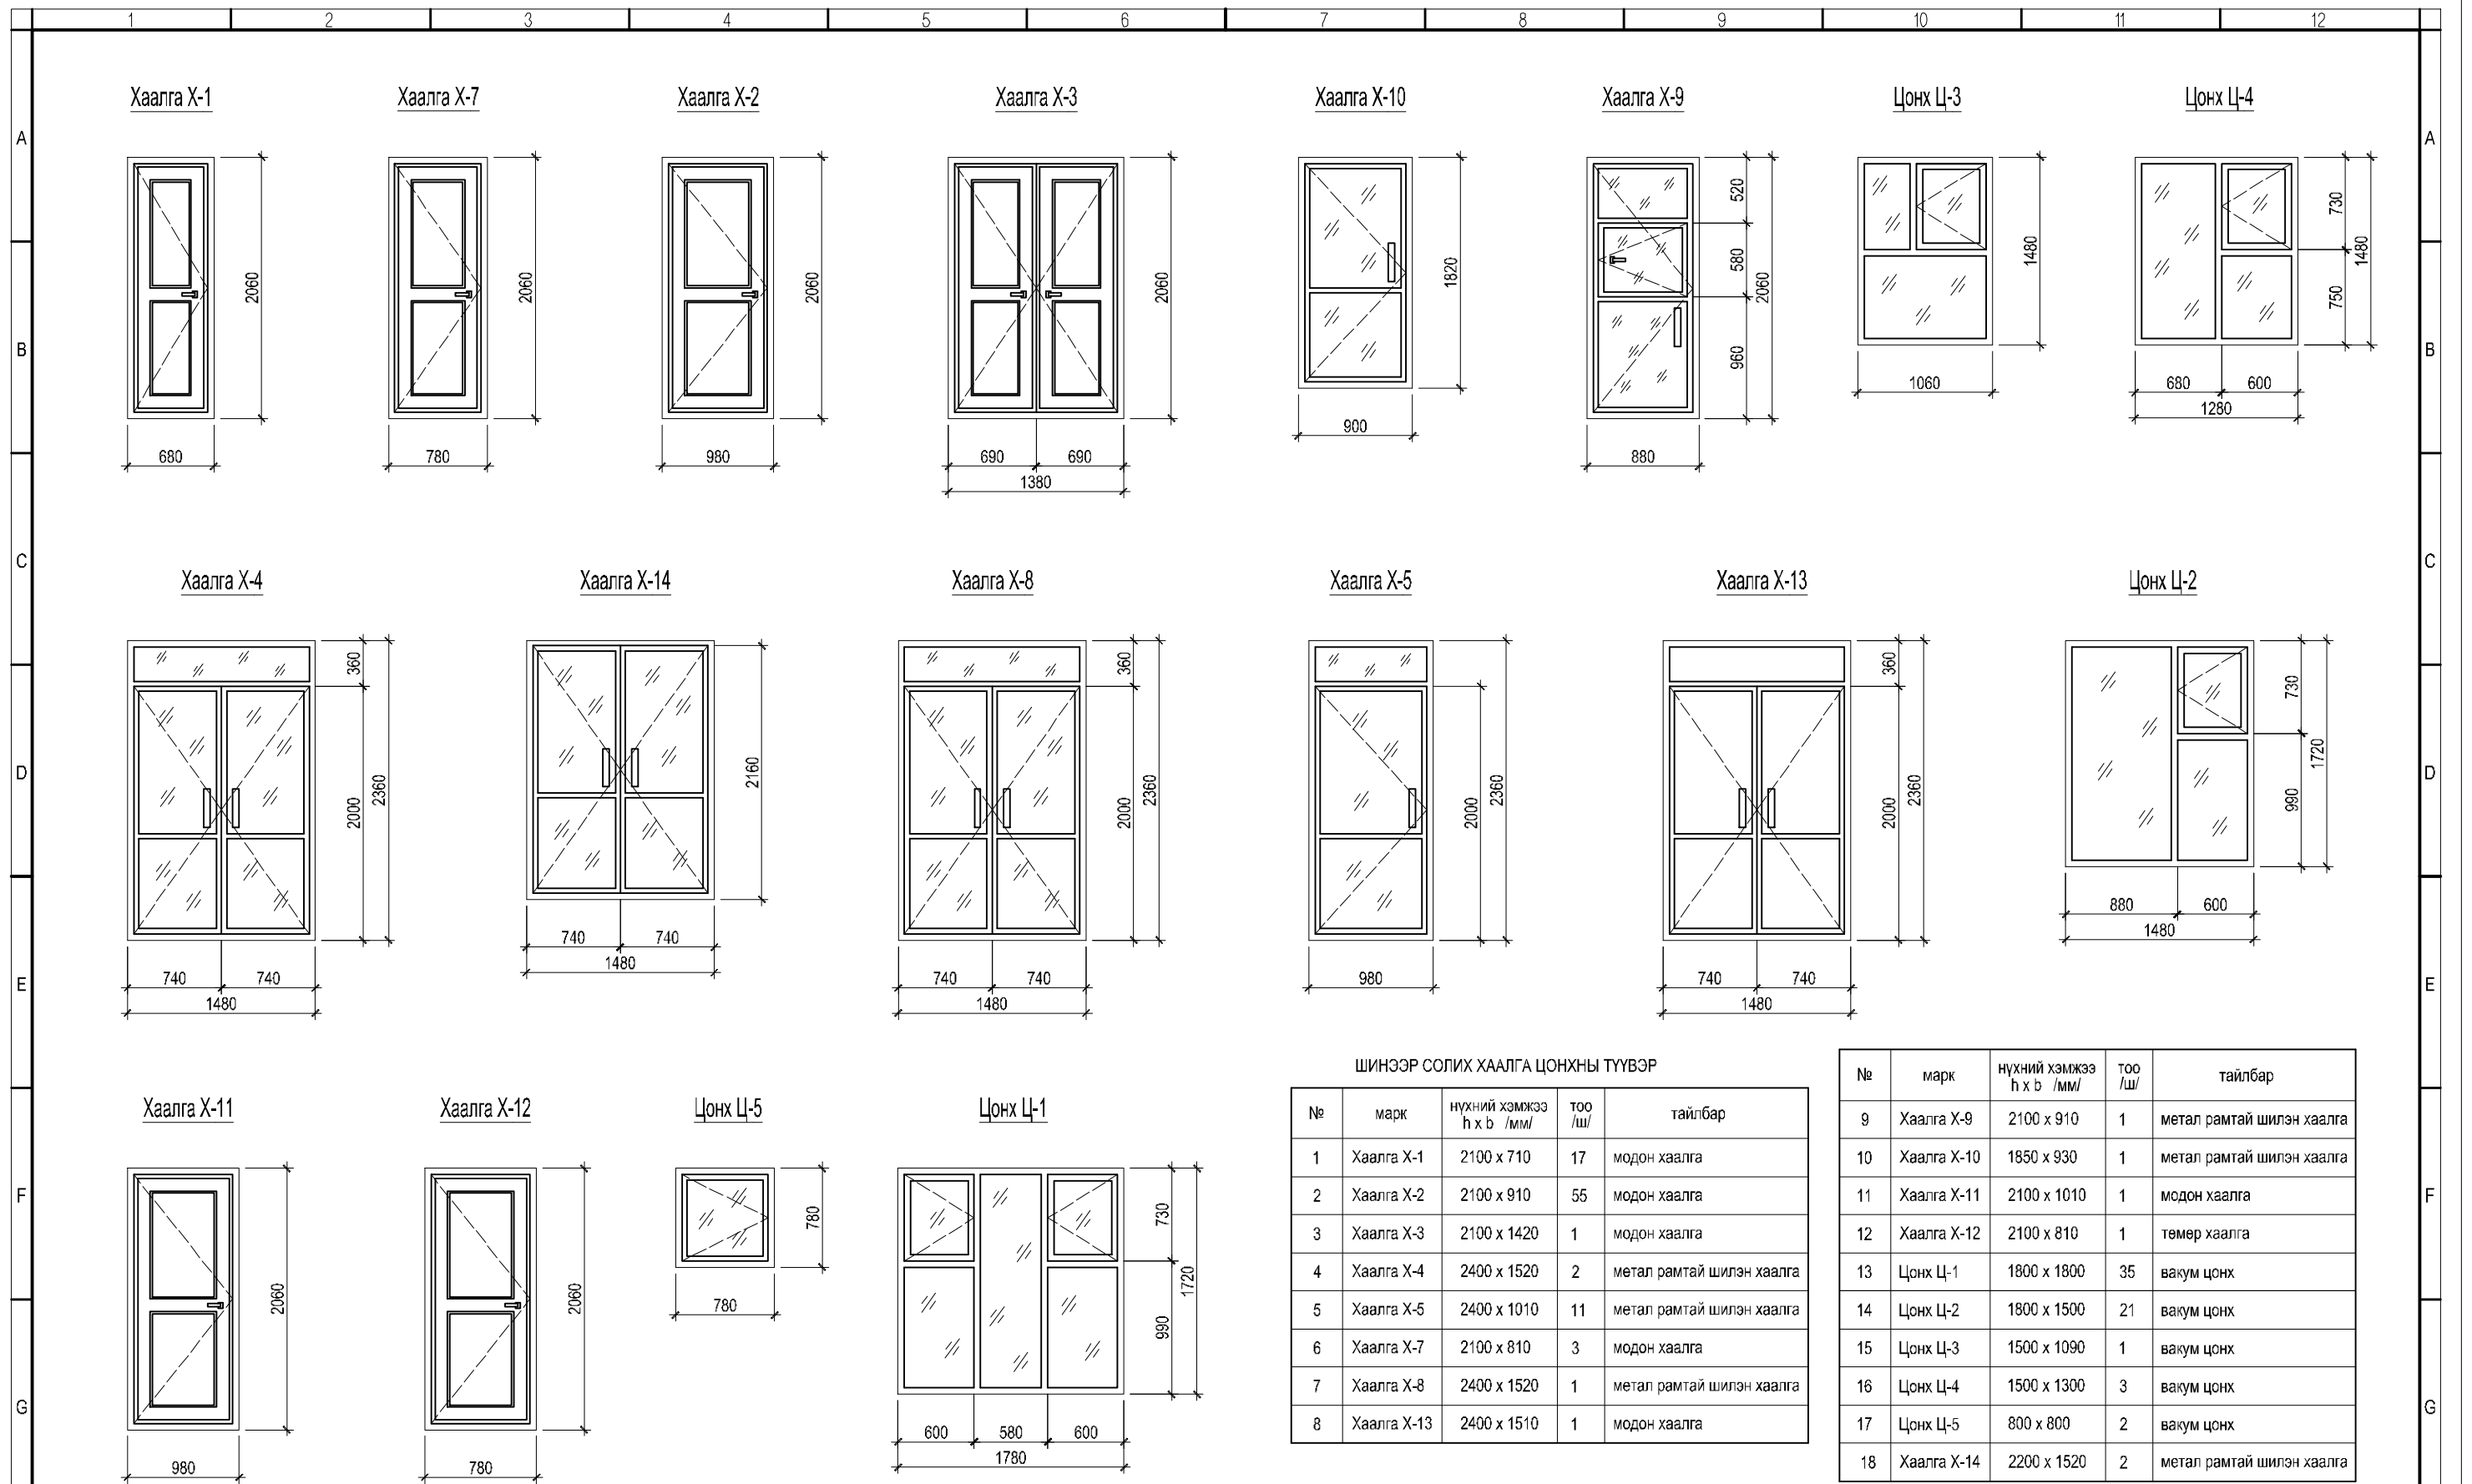 1 2 3 4 5 6 7 8 9 10 11 12
Хаалга Х-1 Хаалга Х-7 Хаалга Х-2 Хаалга Х-3 Хаалга Х-10 Хаалга Х-9 Цонх Ц-3 Цонх Ц-4
A A
2060 2060 2060 2060 1820 520 580 960 2060 1480 730 750 1480
B B
680 780 980 690 690 1380 900 880 1060 680 600 1280
C C
Хаалга Х-4 Хаалга Х-14 Хаалга Х-8 Хаалга Х-5 Хаалга Х-13 Цонх Ц-2
360 2000 2360 2160 360 2000 2360 2000 2360 360 2000 2360 730 990 1720
D D
740 740 1480 740 740 1480 740 740 1480 980 740 740 1480 880 600 1480
E E
Хаалга Х-11 Хаалга Х-12 Цонх Ц-5 Цонх Ц-1
2060 2060 780 730 990 1720
F F
980 780 780 600 580 600 1780
G G
ШИНЭЭР СОЛИХ ХААЛГА ЦОНХНЫ ТҮҮВЭР
№ марк нүхний хэмжээ h x b /мм/ тоо /ш/ тайлбар
1 Хаалга Х-1 2100 x 710 17 модон хаалга
2 Хаалга Х-2 2100 x 910 55 модон хаалга
3 Хаалга Х-3 2100 x 1420 1 модон хаалга
4 Хаалга Х-4 2400 x 1520 2 метал рамтай шилэн хаалга
5 Хаалга Х-5 2400 x 1010 11 метал рамтай шилэн хаалга
6 Хаалга Х-7 2100 x 810 3 модон хаалга
7 Хаалга Х-8 2400 x 1520 1 метал рамтай шилэн хаалга
8 Хаалга Х-13 2400 x 1510 1 модон хаалга
№ марк нүхний хэмжээ h x b /мм/ тоо /ш/ тайлбар
9 Хаалга Х-9 2100 x 910 1 метал рамтай шилэн хаалга
10 Хаалга Х-10 1850 x 930 1 метал рамтай шилэн хаалга
11 Хаалга Х-11 2100 x 1010 1 модон хаалга
12 Хаалга Х-12 2100 x 810 1 төмөр хаалга
13 Цонх Ц-1 1800 x 1800 35 вакум цонх
14 Цонх Ц-2 1800 x 1500 21 вакум цонх
15 Цонх Ц-3 1500 x 1090 1 вакум цонх
16 Цонх Ц-4 1500 x 1300 3 вакум цонх
17 Цонх Ц-5 800 x 800 2 вакум цонх
18 Хаалга Х-14 2200 x 1520 2 метал рамтай шилэн хаалга